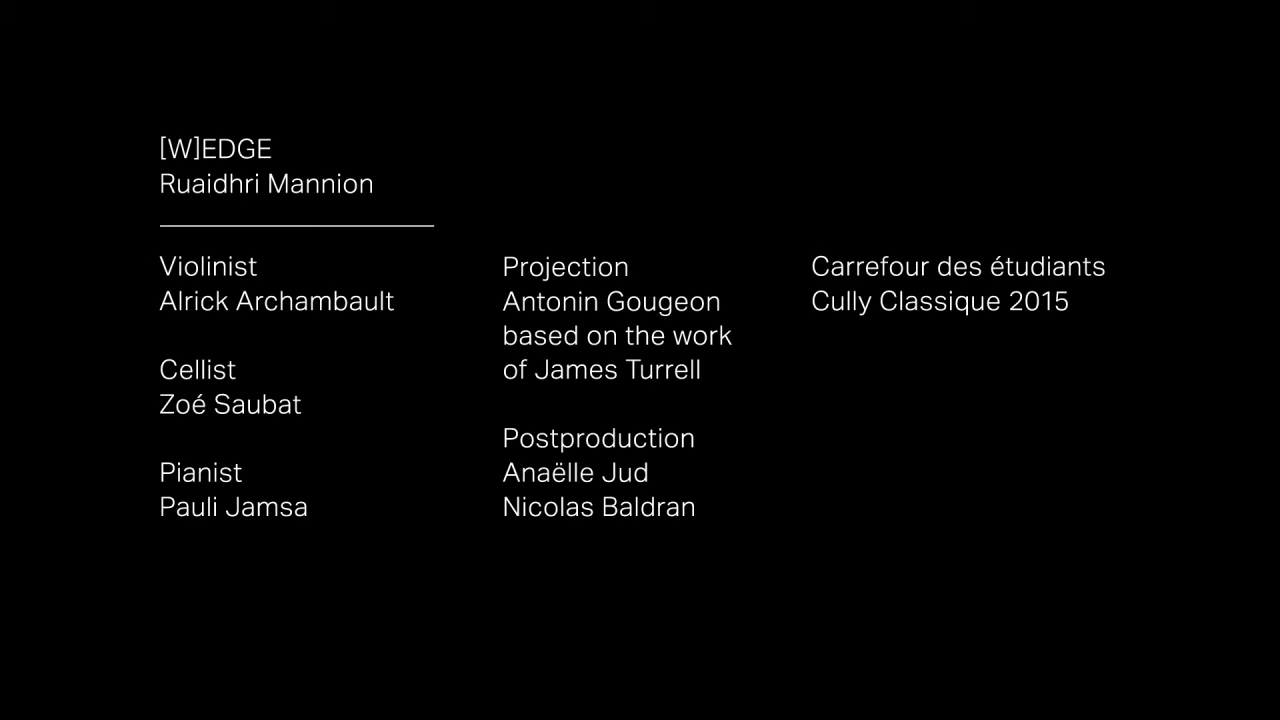 [W]EDGE
Ruaidhri Mannion
Violinist
Alrick Archambault
Cellist
Zoé Saubat
Pianist
Pauli Jamsa
Projection
Antonin Gougeon
based on the work
of James Turrell
Postproduction
Anaëlle Jud
Nicolas Baldran
Carrefour des étudiants
Cully Classique 2015